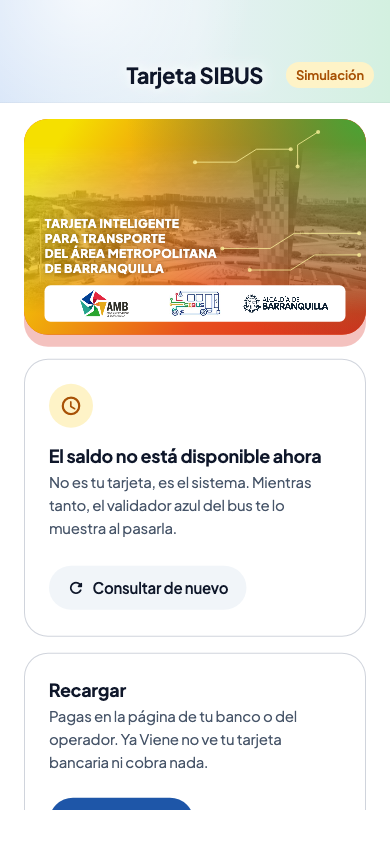 Tarjeta SIBUS
Simulación
TARJETA INTELIGENTE
PARA TRANSPORTE
DEL ÁREA METROPOLITANA
DE BARRANQUILLA
AMB
SIBUS
ALCALDÍA DE
BARRANQUILLA
El saldo no está disponible ahora
No es tu tarjeta, es el sistema. Mientras
tanto, el validador azul del bus te lo
muestra al pasarla.
Consultar de nuevo
Recargar
Pagas en la página de tu banco o del
operador. Ya Viene no ve tu tarjeta
bancaria ni cobra nada.